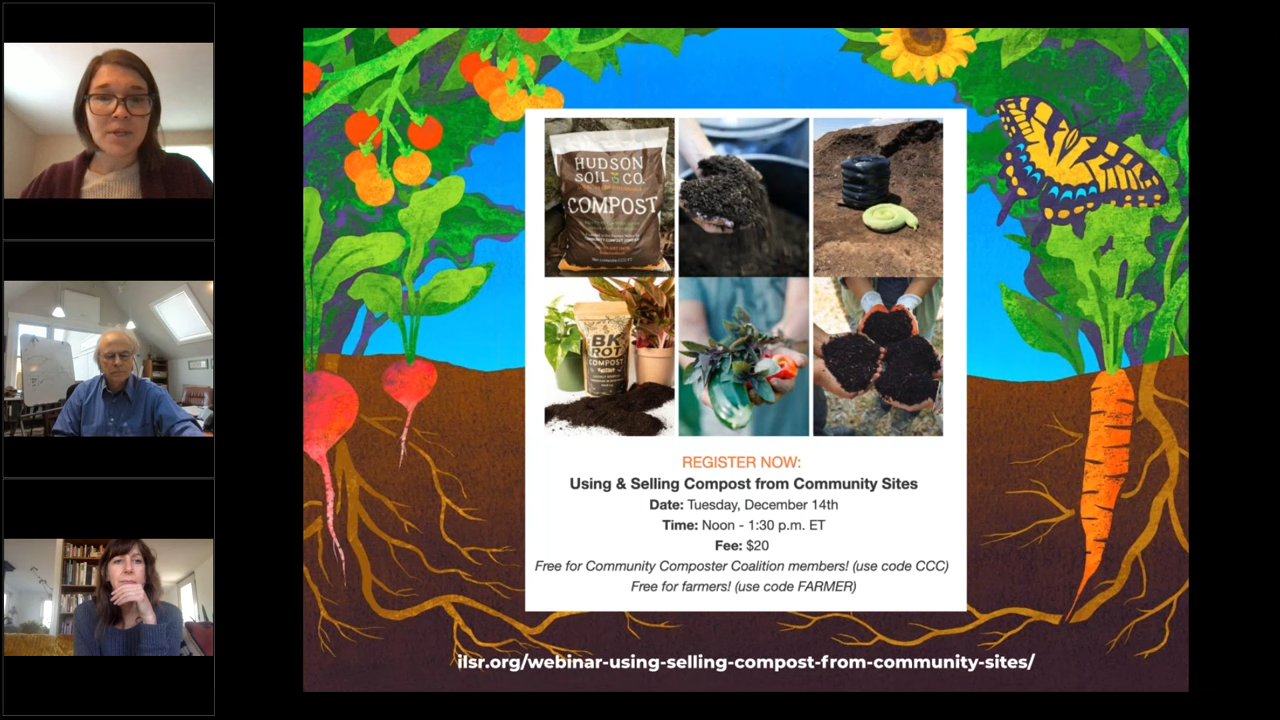 HUDSON
SOIL CO.
COMPOST
BK
ROT
COMPOST
REGISTER NOW:
Using & Selling Compost from Community Sites
Date: Tuesday, December 14th
Time: Noon - 1:30 p.m. ET
Fee: $20
Free for Community Composter Coalition members! (use code CCC)
Free for farmers! (use code FARMER)
ilsr.org/webinar-using-selling-compost-from-community-sites/